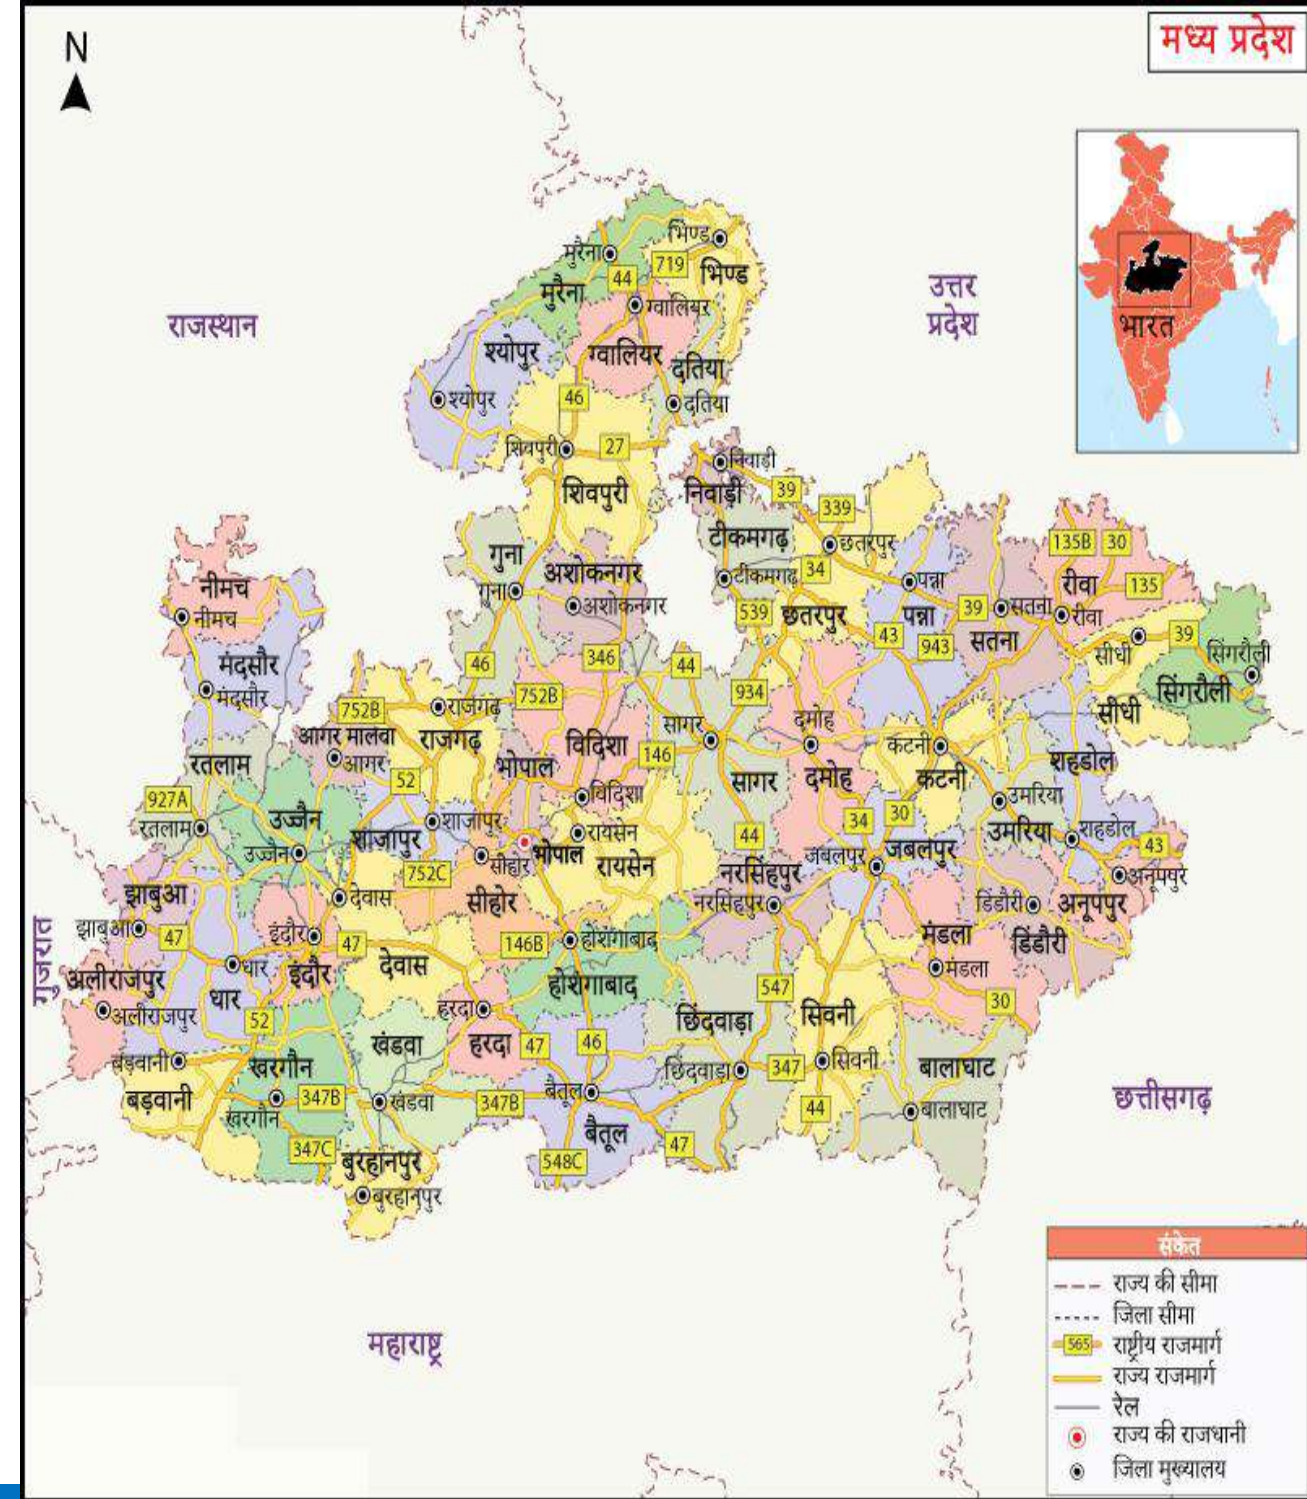 N
मध्य प्रदेश
भारत
राजस्थान
उत्तर
प्रदेश
गुजरात
छत्तीसगढ़
महाराष्ट्र
भिण्ड
मुरैना
719
44
भिण्ड
मुरैना
ग्वालियर
श्योपुर
ग्वालियर
दतिया
46
श्योपुर
दतिया
शिवपुरी
27
निवाड़ी
शिवपुरी
निवाड़ी
39
339
टीकमगढ़
छतरपुर
135B
30
गुना
अशोकनगर
टीकमगढ़
34
पन्ना
रीवा
135
नीमच
गुना
अशोकनगर
539
छतरपुर
पन्ना
39
सतना
रीवा
नीमच
43
943
सतना
39
सीधी
सिंगरौली
मंदसौर
46
346
44
मंदसौर
752B
934
सिंगरौली
752B
राजगढ़
सीधी
आगर मालवा
राजगढ़
विदिशा
सागर
दमोह
कटनी
रतलाम
आगर
भोपाल
146
शहडोल
52
सागर
दमोह
कटनी
927A
विदिशा
उमरिया
रतलाम
उज्जैन
शाजापुर
शाजापुर
रायसेन
34
30
उमरिया
शहडोल
उज्जैन
सीहोर
भोपाल
44
जबलपुर
जबलपुर
43
752C
रायसेन
नरसिंहपुर
अनूपपुर
झाबुआ
देवास
सीहोर
नरसिंहपुर
डिंडौरी
अनूपपुर
झाबुआ
47
इंदौर
47
146B
होशंगाबाद
मंडला
डिंडौरी
धार
देवास
मंडला
अलीराजपुर
धार
इंदौर
होशंगाबाद
547
30
अलीराजपुर
52
हरदा
छिंदवाड़ा
सिवनी
खंडवा
हरदा
47
46
बड़वानी
खरगौन
छिंदवाड़ा
347
सिवनी
बालाघाट
बड़वानी
347B
खंडवा
347B
बैतूल
खरगौन
44
बालाघाट
347C
बैतूल
47
बुरहानपुर
548C
बुरहानपुर
संकेत
राज्य की सीमा
जिला सीमा
565 राष्ट्रीय राजमार्ग
राज्य राजमार्ग
रेल
राज्य की राजधानी
जिला मुख्यालय